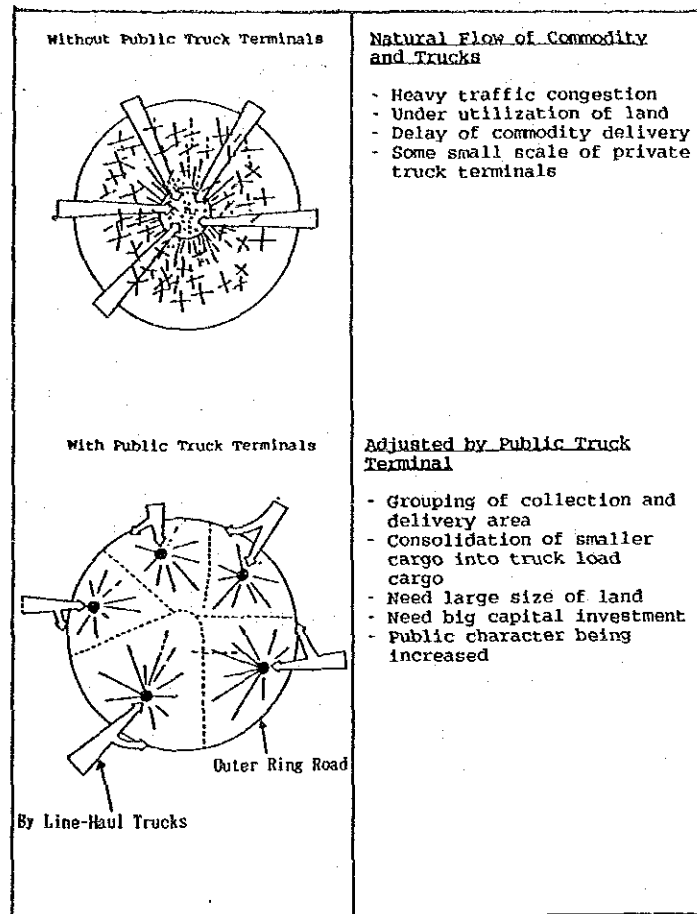 Without Public Truck Terminals
Natural Flow of Commodity
and Trucks
- Heavy traffic congestion
- Under utilization of land
- Delay of commodity delivery
- Some small scale of private
truck terminals
With Public Truck Terminals
Adjusted by Public Truck
Terminal
- Grouping of collection and
delivery area
- Consolidation of smaller
cargo into truck load
cargo
- Need large size of land
- Need big capital investment
- Public character being
increased
Outer Ring Road
By Line-Haul Trucks